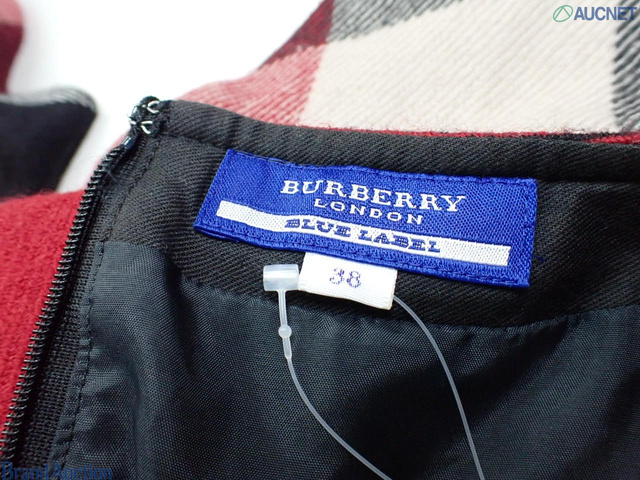 AUCNET
BURBERRY
LONDON
BLUE LABEL
38
Brand Auction